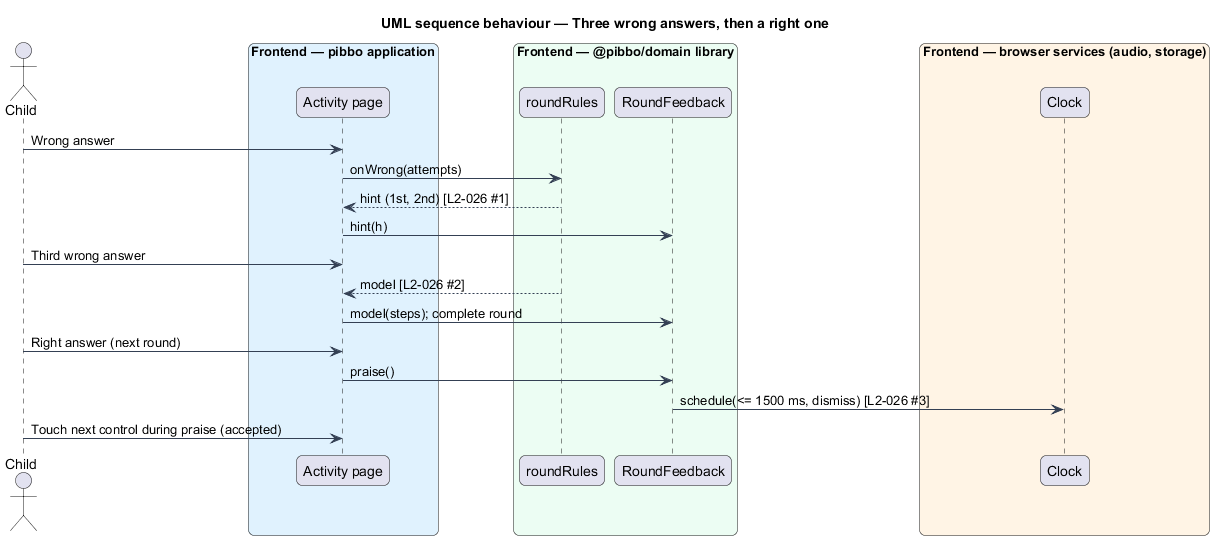 UML sequence behaviour — Three wrong answers, then a right one
Frontend — pibbo application
Frontend — @pibbo/domain library
Frontend — browser services (audio, storage)
Child
Activity page
roundRules
RoundFeedback
Clock
Wrong answer
onWrong(attempts)
hint (1st, 2nd) [L2-026 #1]
hint(h)
Third wrong answer
model [L2-026 #2]
model(steps); complete round
Right answer (next round)
praise()
schedule(<= 1500 ms, dismiss) [L2-026 #3]
Touch next control during praise (accepted)
Child
Activity page
roundRules
RoundFeedback
Clock